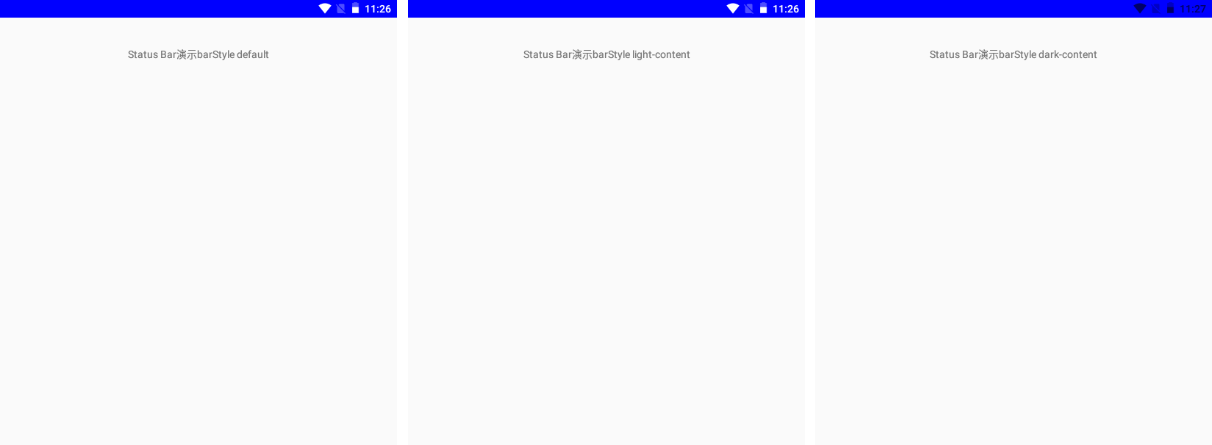 11:26
Status Bar演示barStyle default
11:26
Status Bar演示barStyle light-content
11:27
Status Bar演示barStyle dark-content